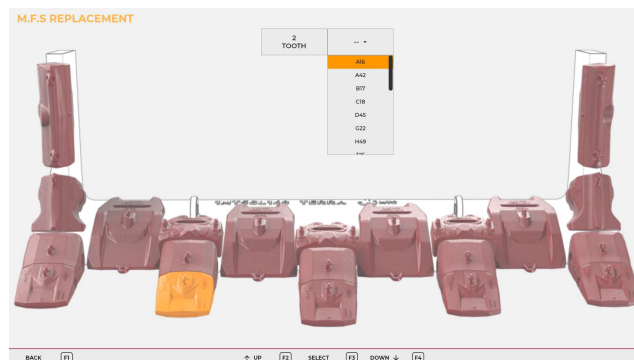 M.F.S REPLACEMENT
2
TOOTH
--
A16
A42
B17
C18
D45
G22
H49
BACK F1 ↑ UP F2 SELECT F3 DOWN ↓ F4